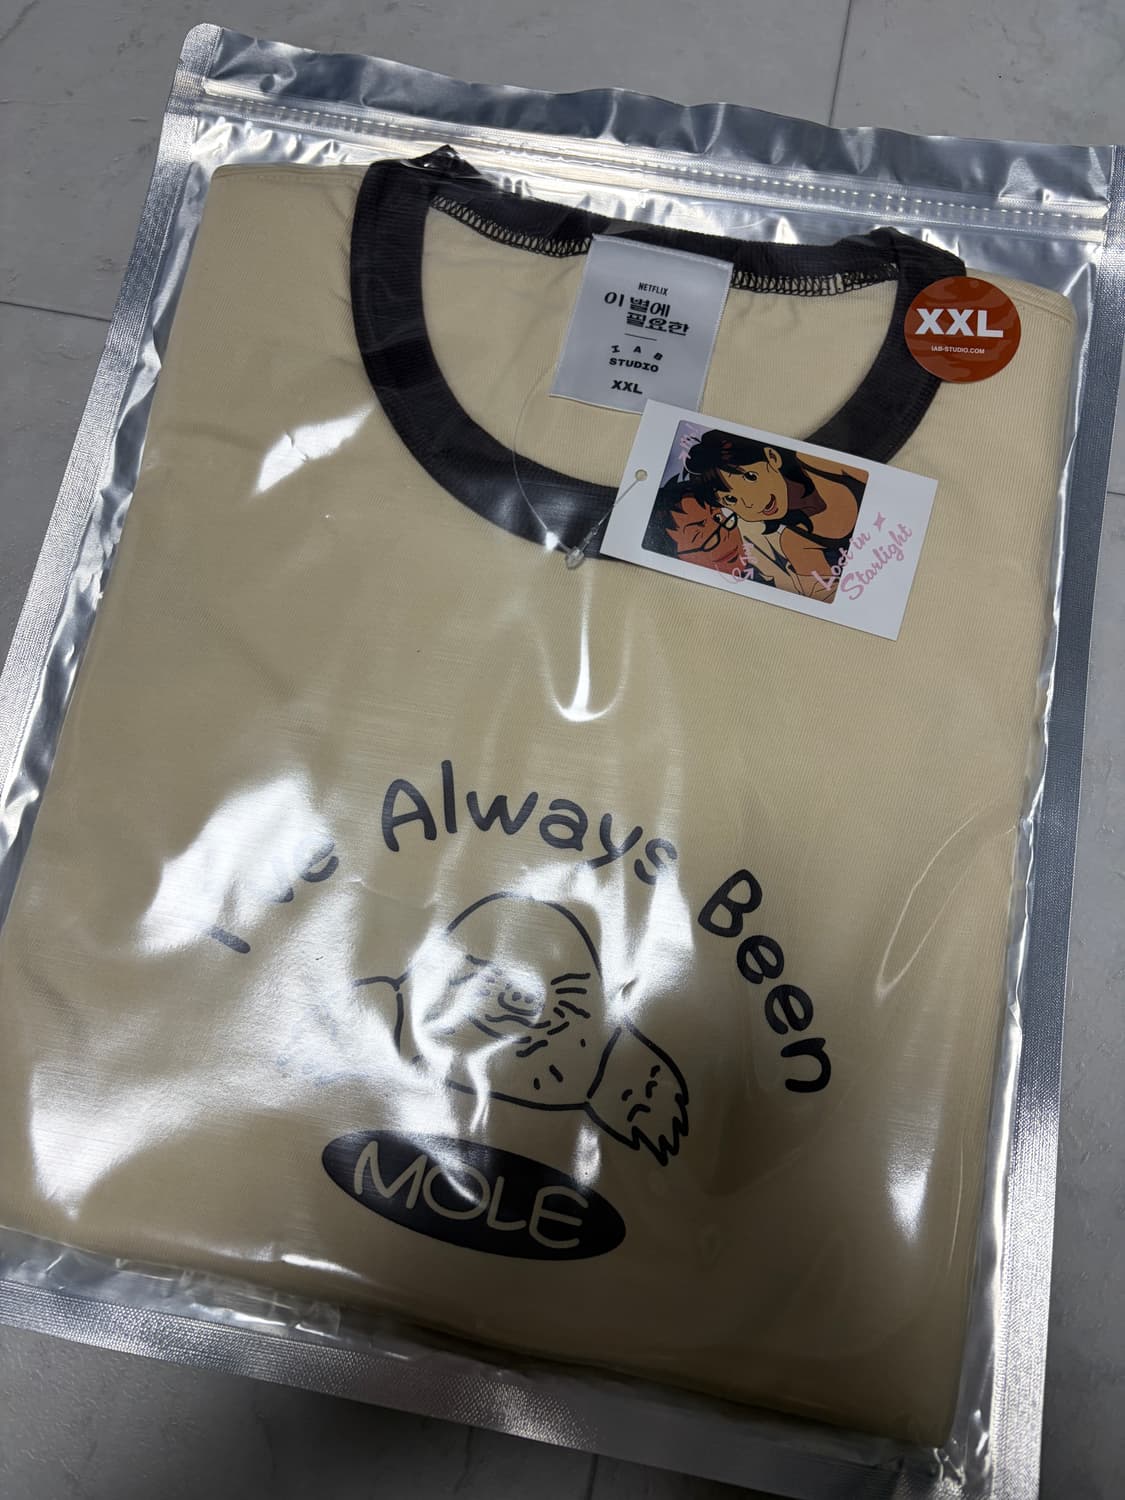 NETFLIX
이 별에
필요한
I A B
STUDIO
XXL
XXL
IAB-STUDIO.COM
Lost in
Starlight
Always Been
MOLE